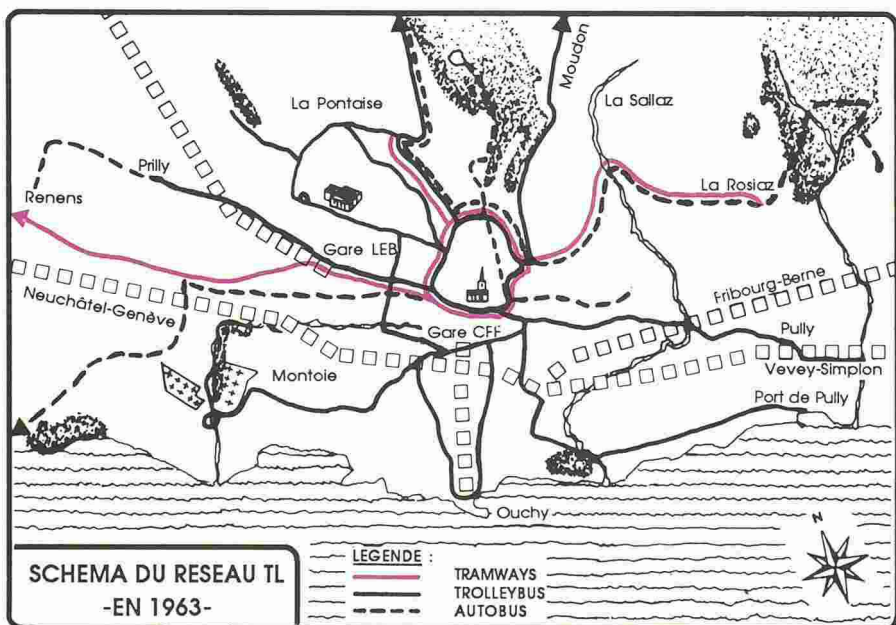 Moudon
La Pontaise
La Sallaz
Prilly
La Rosiaz
Renens
Gare LEB
Fribourg-Berne
Neuchâtel-Genève
Gare CFF
Pully
Vevey-Simplon
Montoie
Port de Pully
Ouchy
N
SCHEMA DU RESEAU TL
-EN 1963-
LEGENDE :
TRAMWAYS
TROLLEYBUS
AUTOBUS